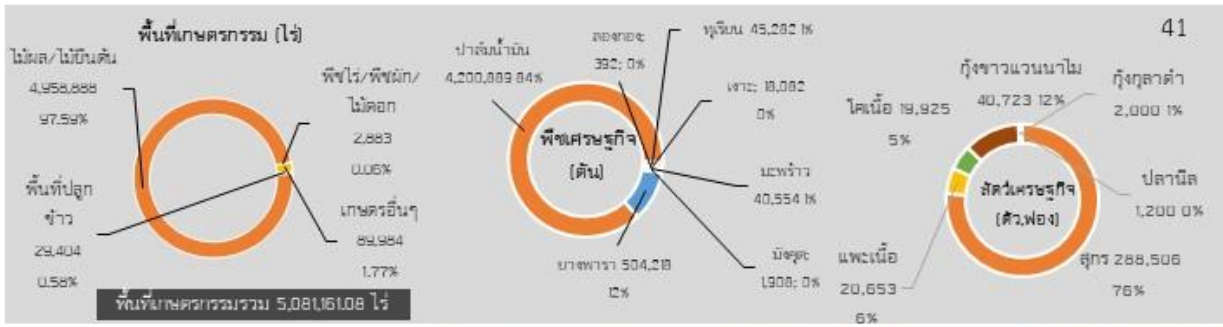 41
พื้นที่เกษตรกรรม (ไร่)
ไม้ผล/ไม้ยืนต้น
4,958,888
97.59%
พืชไร่/พืชผัก/
ไม้ดอก
2,883
0.06%
พื้นที่ปลูก
ข้าว
29,404
0.58%
เกษตรอื่นๆ
89,984
1.77%
พื้นที่เกษตรกรรมรวม 5,081,161.08 ไร่
พืชเศรษฐกิจ
(ตัน)
ปาล์มน้ำมัน
4,200,889 84%
ลองกอง;
392; 0%
ทุเรียน 45,282 1%
เงาะ; 18,082
0%
มะพร้าว
40,554 1%
มังคุด;
1,908; 0%
ยางพารา 504,218
12%
สัตว์เศรษฐกิจ
(ตัว,ฟอง)
กุ้งขาวแวนนาไม
40,723 12%
กุ้งกุลาดำ
2,000 1%
โคเนื้อ 19,925
5%
ปลานิล
1,200 0%
แพะเนื้อ
20,653
6%
สุกร 288,506
76%